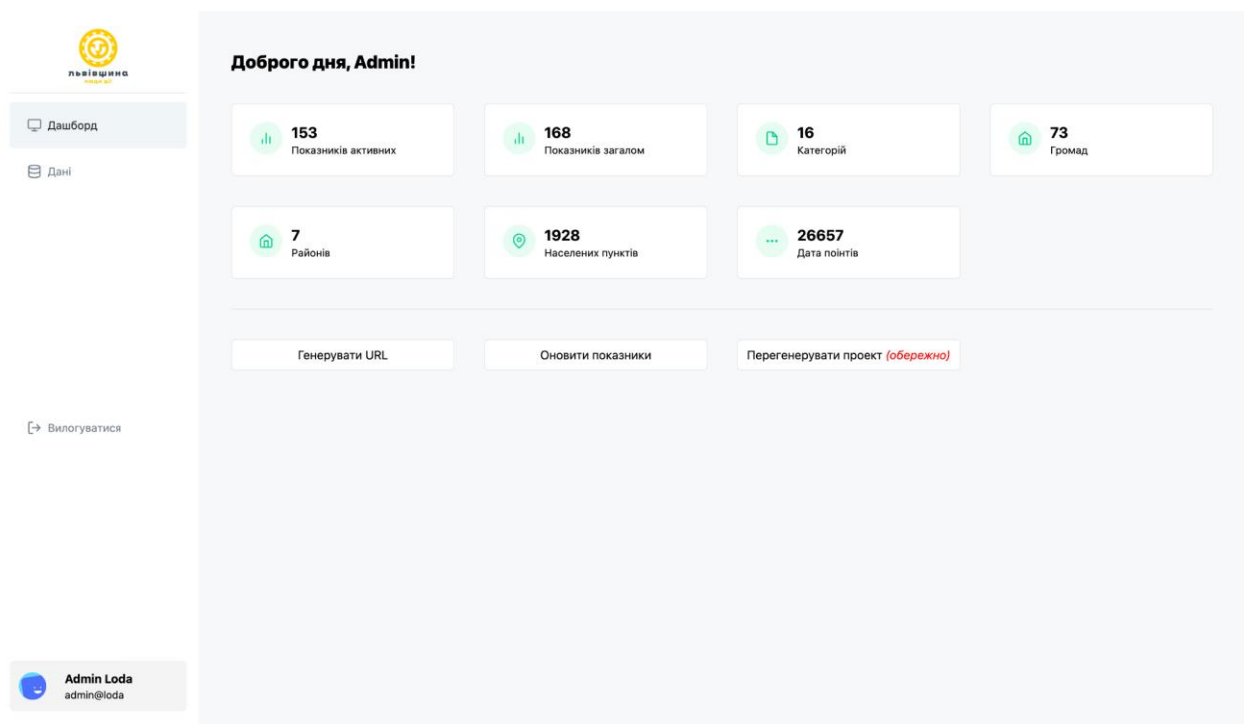 львівщина
Доброго дня, Admin!
Дашборд
Дані
153
Показників активних
168
Показників загалом
16
Категорій
73
Громад
7
Районів
1928
Населених пунктів
26657
Дата поінтів
Генерувати URL
Оновити показники
Перегенерувати проект (обережно)
Вилогуватися
Admin Loda
admin@loda